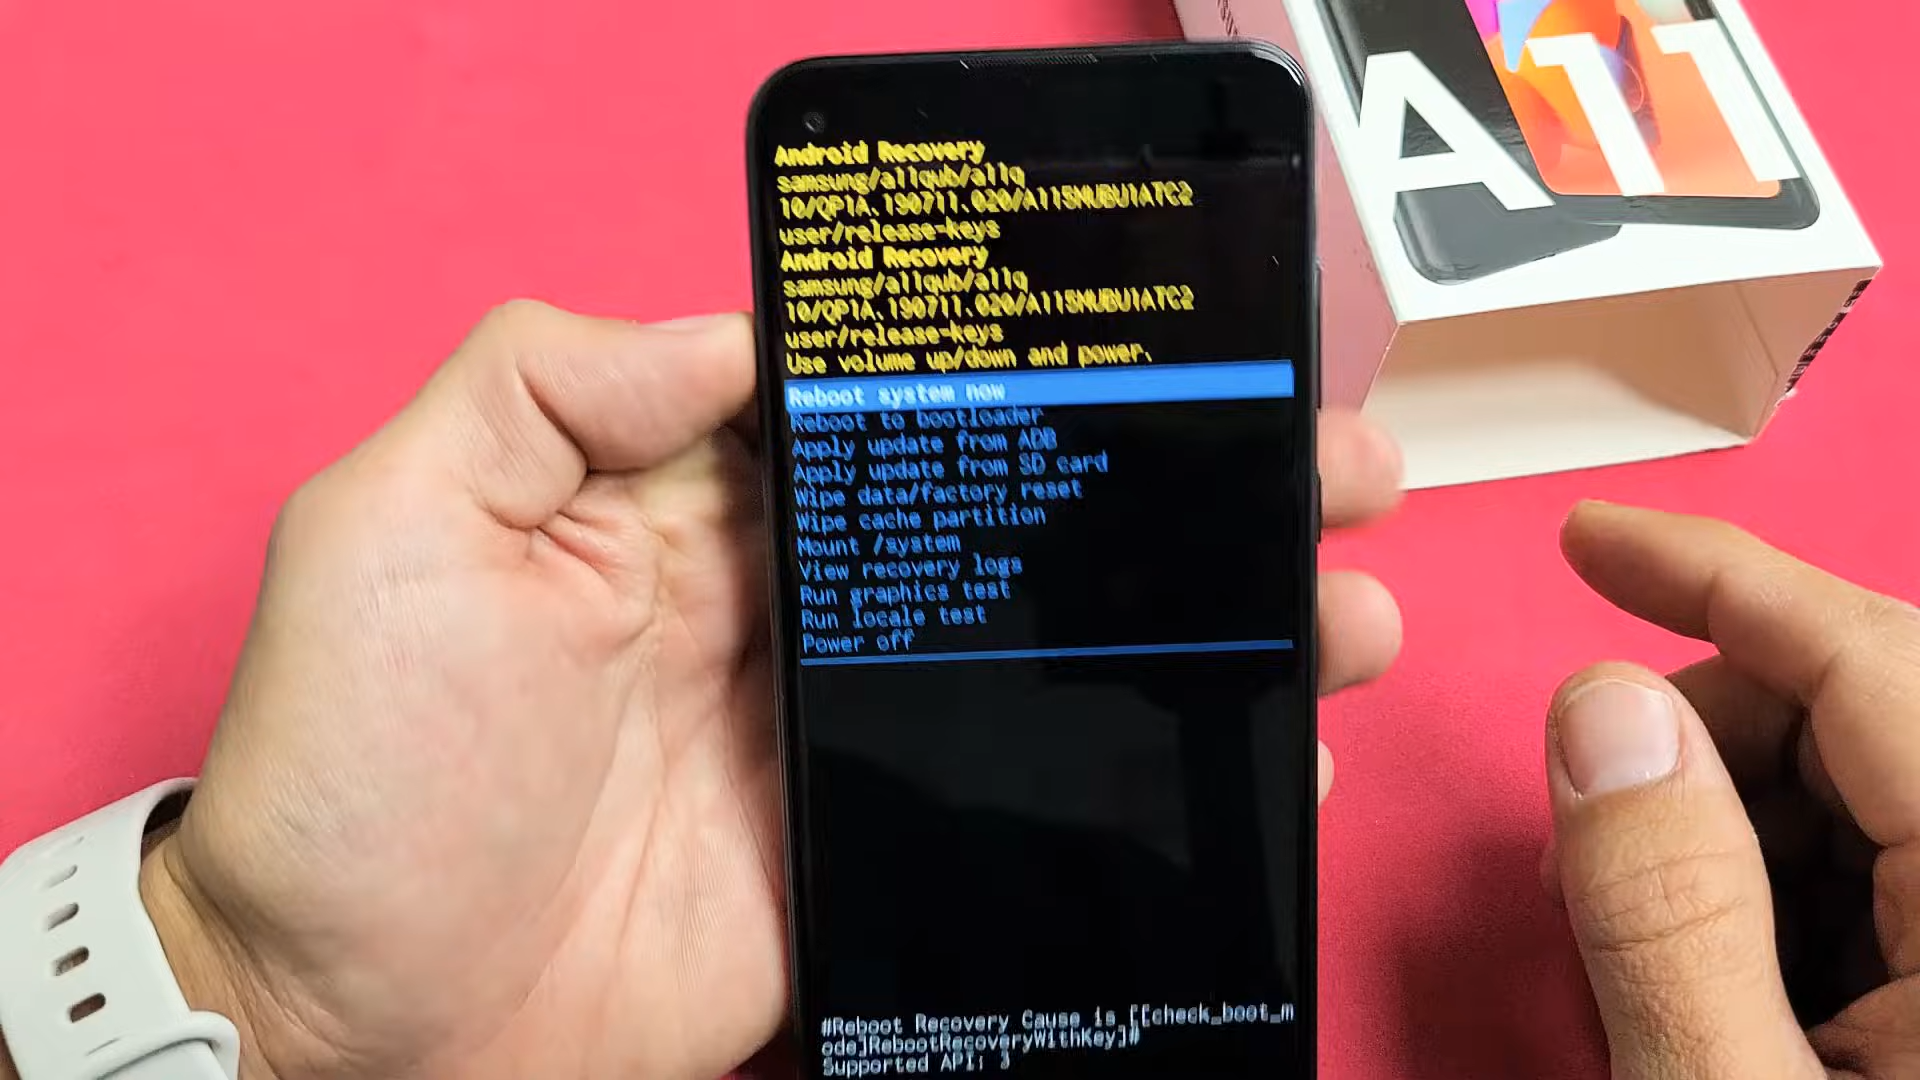 A11
Android Recovery
samsung/a11qub/a11q
10/QP1A.190711.020/A115MUBU1ATC2
user/release-keys
Android Recovery
samsung/a11qub/a11q
10/QP1A.190711.020/A115MUBU1ATC2
user/release-keys
Use volume up/down and power.
Reboot system now
Reboot to bootloader
Apply update from ADB
Apply update from SD card
Wipe data/factory reset
Wipe cache partition
Mount /system
View recovery logs
Run graphics test
Run locale test
Power off
#Reboot Recovery Cause is [[check_boot_m
ode]RebootRecoveryWithKey]#
Supported API: 3